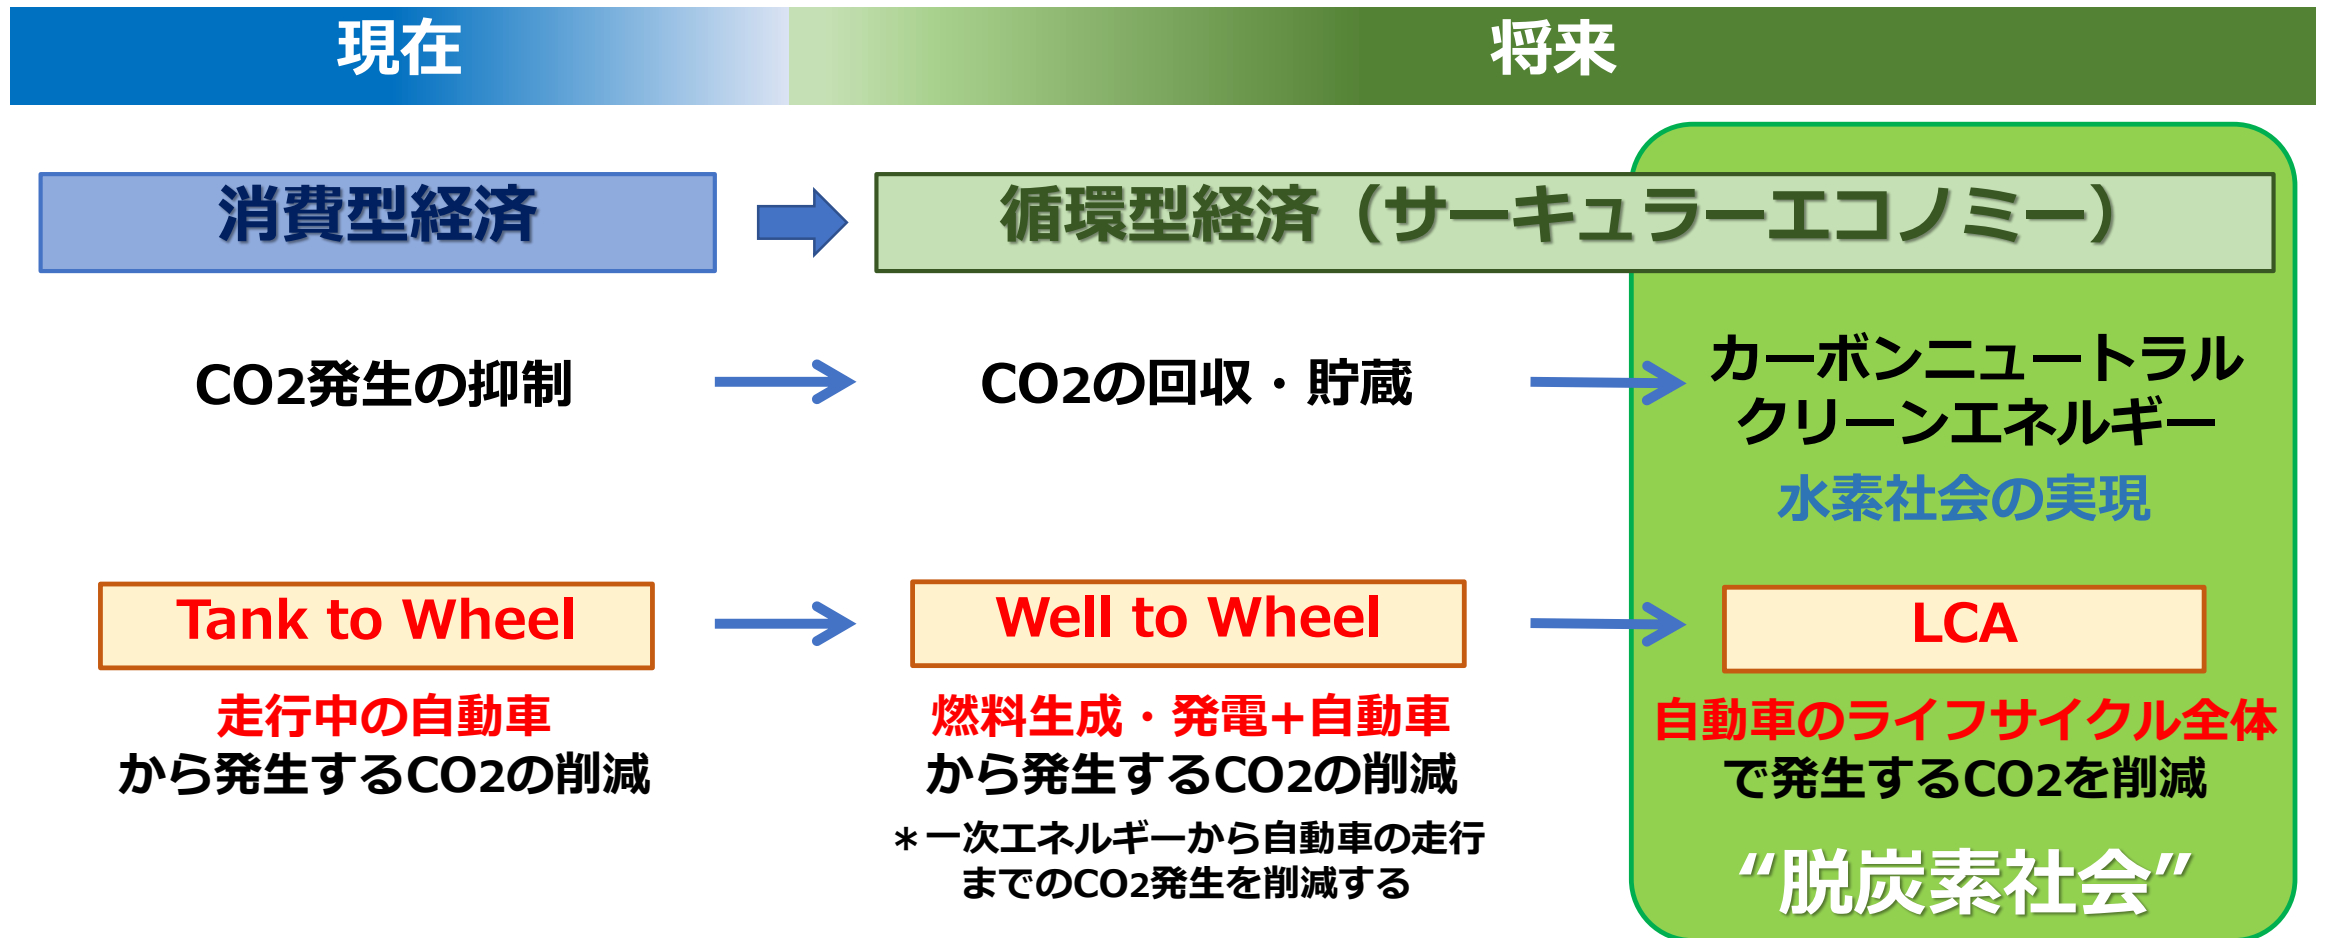 現在
将来
消費型経済
循環型経済（サーキュラーエコノミー）
CO2発生の抑制
CO2の回収・貯蔵
カーボンニュートラル
クリーンエネルギー
水素社会の実現
Tank to Wheel
走行中の自動車
から発生するCO2の削減
Well to Wheel
燃料生成・発電+自動車
から発生するCO2の削減
＊一次エネルギーから自動車の走行
までのCO2発生を削減する
LCA
自動車のライフサイクル全体
で発生するCO2を削減
“脱炭素社会”